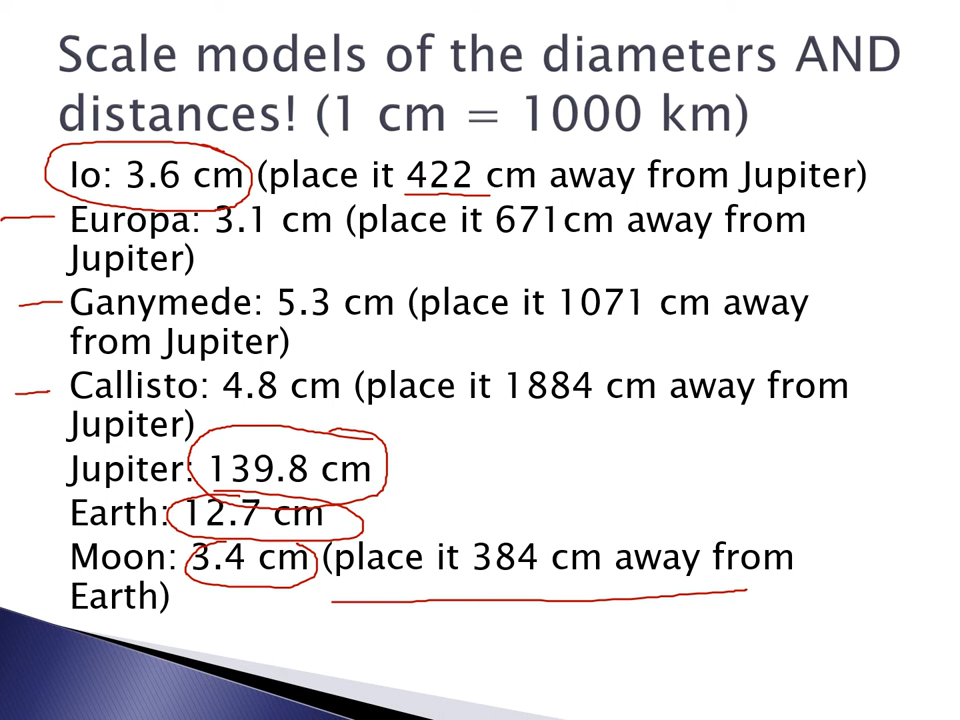 Scale models of the diameters AND
distances! (1 cm = 1000 km)
Io: 3.6 cm (place it 422 cm away from Jupiter)
Europa: 3.1 cm (place it 671cm away from
Jupiter)
Ganymede: 5.3 cm (place it 1071 cm away
from Jupiter)
Callisto: 4.8 cm (place it 1884 cm away from
Jupiter)
Jupiter: 139.8 cm
Earth: 12.7 cm
Moon: 3.4 cm (place it 384 cm away from
Earth)